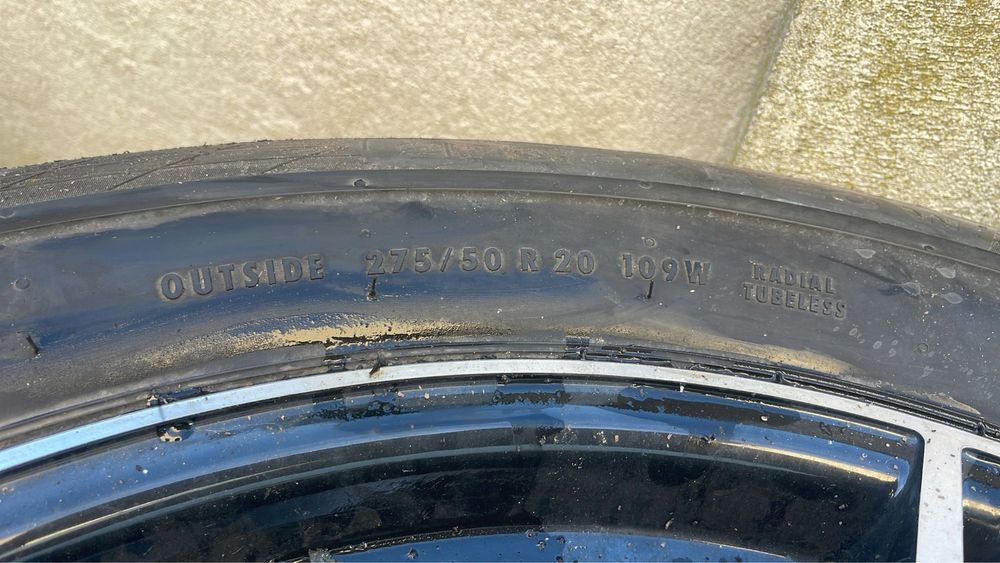 OUTSIDE 275/50 R 20 109W
RADIAL
TUBELESS